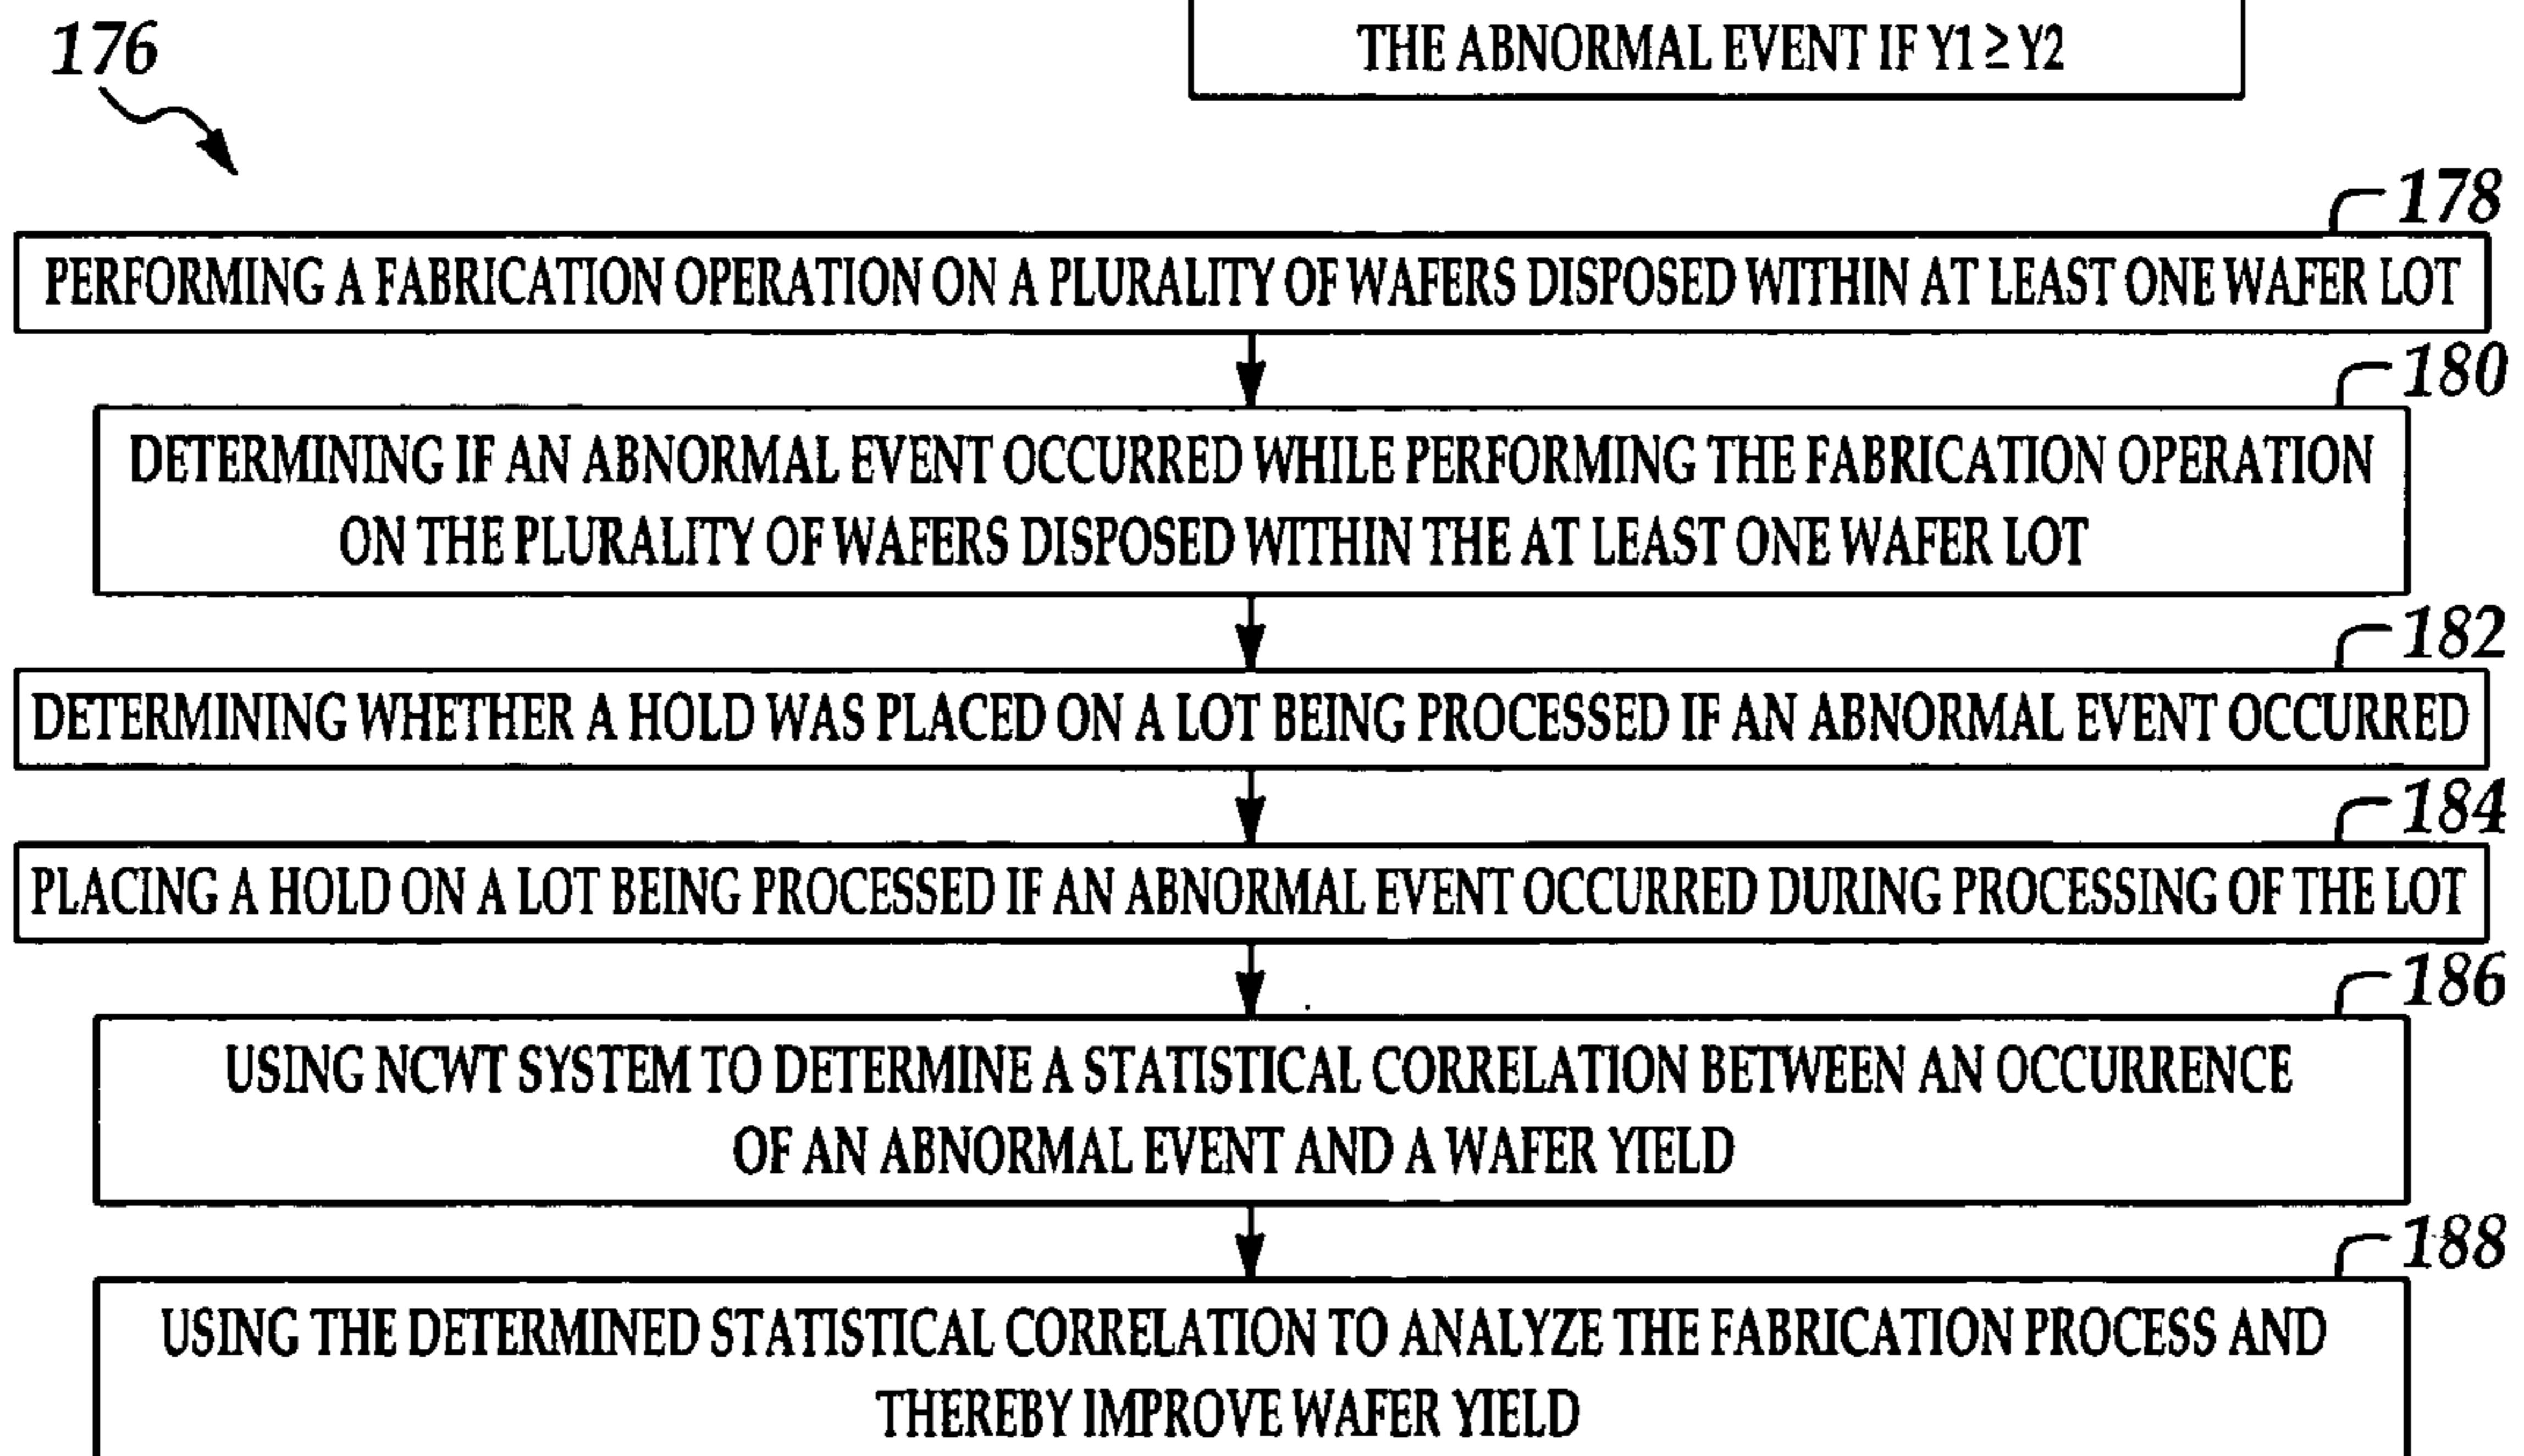 THE ABNORMAL EVENT IF Y1 ≥ Y2
176
178
PERFORMING A FABRICATION OPERATION ON A PLURALITY OF WAFERS DISPOSED WITHIN AT LEAST ONE WAFER LOT
180
DETERMINING IF AN ABNORMAL EVENT OCCURRED WHILE PERFORMING THE FABRICATION OPERATION
ON THE PLURALITY OF WAFERS DISPOSED WITHIN THE AT LEAST ONE WAFER LOT
182
DETERMINING WHETHER A HOLD WAS PLACED ON A LOT BEING PROCESSED IF AN ABNORMAL EVENT OCCURRED
184
PLACING A HOLD ON A LOT BEING PROCESSED IF AN ABNORMAL EVENT OCCURRED DURING PROCESSING OF THE LOT
186
USING NCWT SYSTEM TO DETERMINE A STATISTICAL CORRELATION BETWEEN AN OCCURRENCE
OF AN ABNORMAL EVENT AND A WAFER YIELD
188
USING THE DETERMINED STATISTICAL CORRELATION TO ANALYZE THE FABRICATION PROCESS AND
THEREBY IMPROVE WAFER YIELD